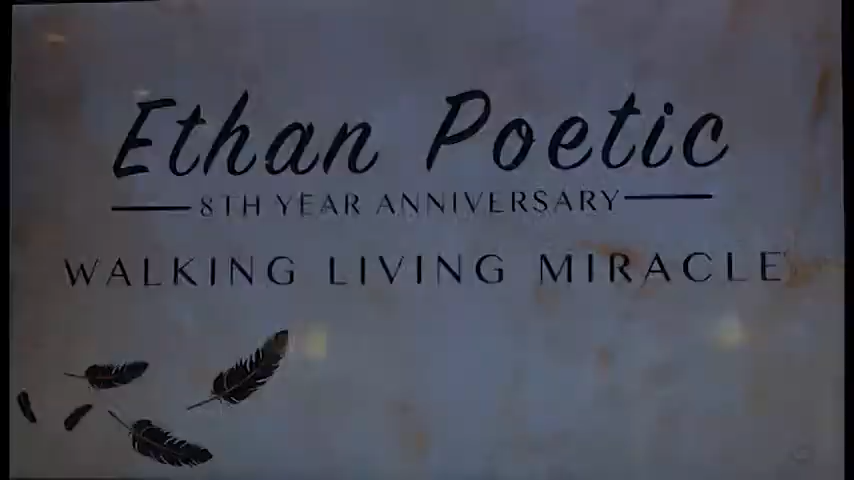 Ethan Poetic
8TH YEAR ANNIVERSARY
WALKING LIVING MIRACLE